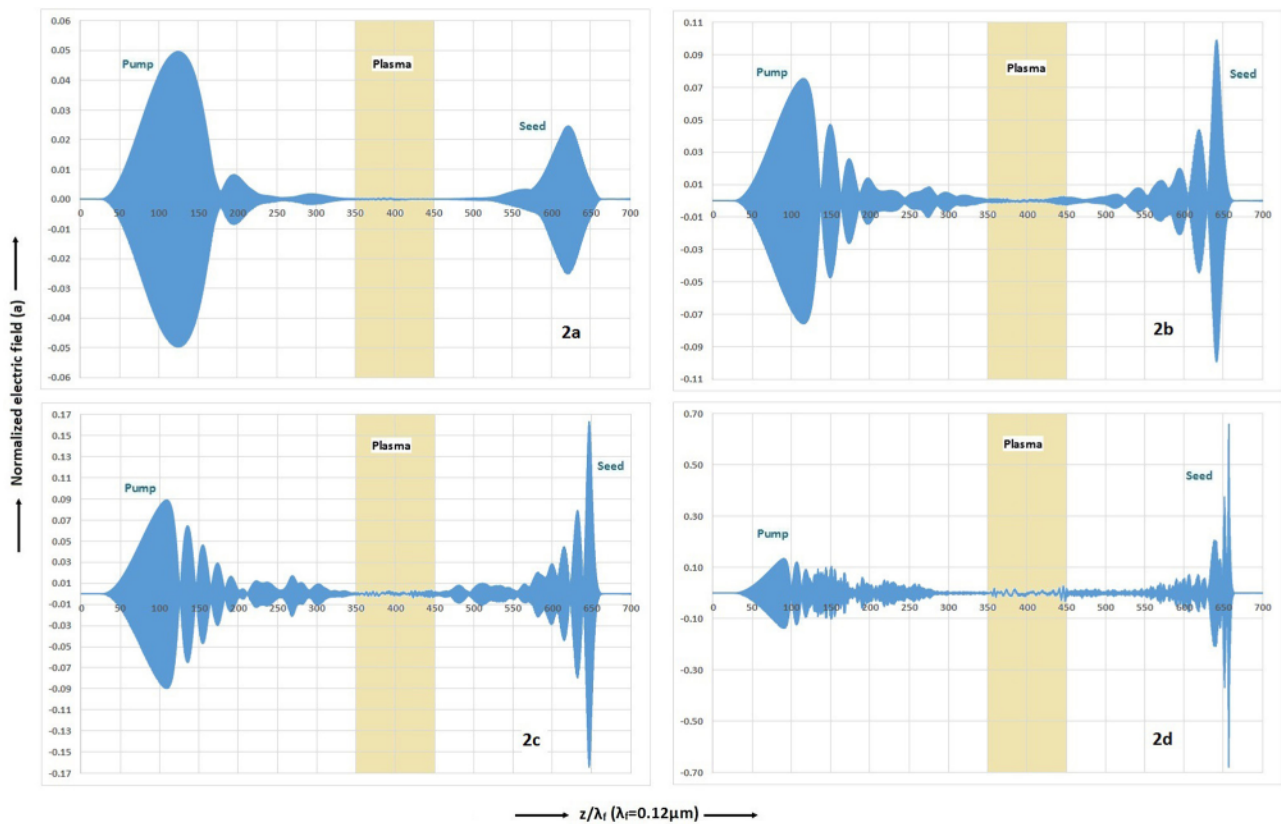 Normalized electric field (a)
0.06
0.05
0.04
0.03
0.02
0.01
0.00
-0.01
-0.02
-0.03
-0.04
-0.05
-0.06
0 50 100 150 200 250 300 350 400 450 500 550 600 650 700
Pump
Plasma
Seed
2a
0.11
0.09
0.07
0.05
0.03
0.01
-0.01
-0.03
-0.05
-0.07
-0.09
-0.11
0 50 100 150 200 250 300 350 400 450 500 550 600 650 700
Pump
Plasma
Seed
2b
0.17
0.15
0.13
0.11
0.09
0.07
0.05
0.03
0.01
-0.01
-0.03
-0.05
-0.07
-0.09
-0.11
-0.13
-0.15
-0.17
0 50 100 150 200 250 300 350 400 450 500 550 600 650 700
Pump
Plasma
Seed
2c
0.70
0.50
0.30
0.10
-0.10
-0.30
-0.50
-0.70
0 50 100 150 200 250 300 350 400 450 500 550 600 650 700
Pump
Plasma
Seed
2d
z/λf (λf=0.12μm)